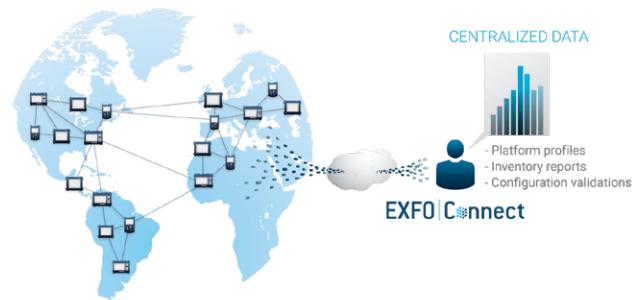 CENTRALIZED DATA
- Platform profiles
- Inventory reports
- Configuration validations
EXFO|Connect